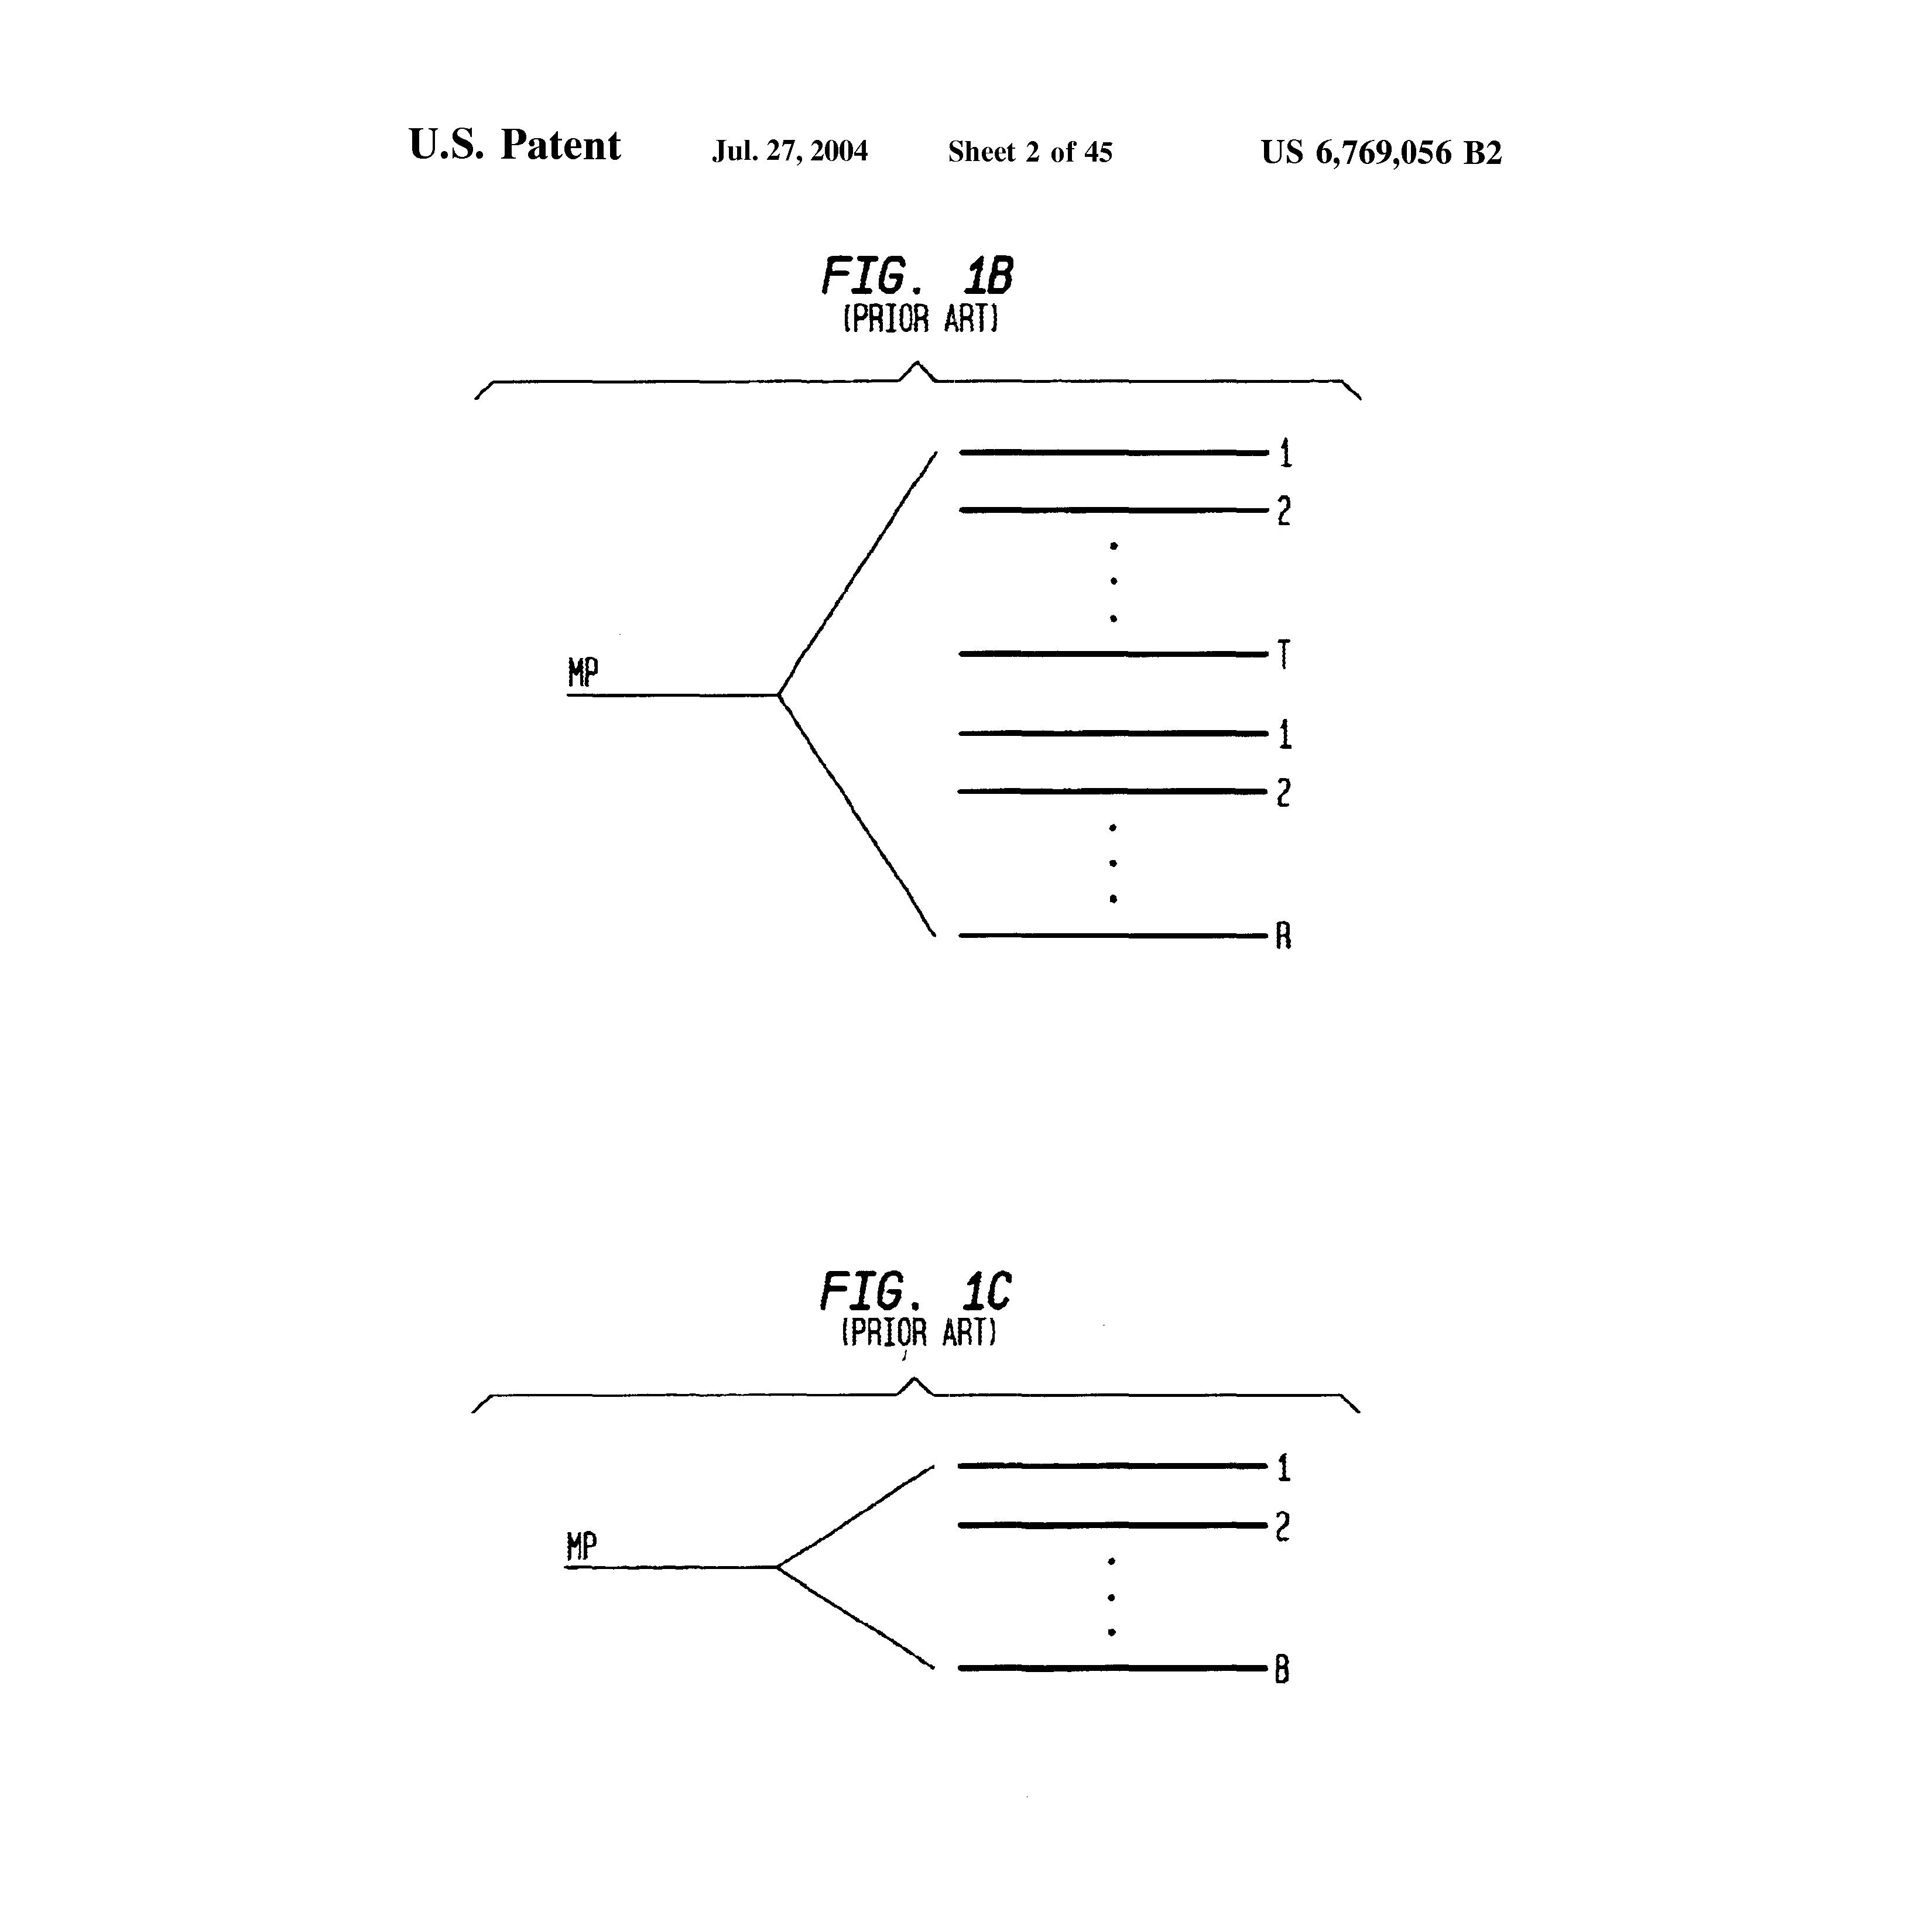 U.S. Patent Jul. 27, 2004 Sheet 2 of 45 US 6,769,056 B2
FIG. 1B
(PRIOR ART)
1
2
T
MP
1
2
R
FIG. 1C
(PRIOR ART)
1
2
MP
B